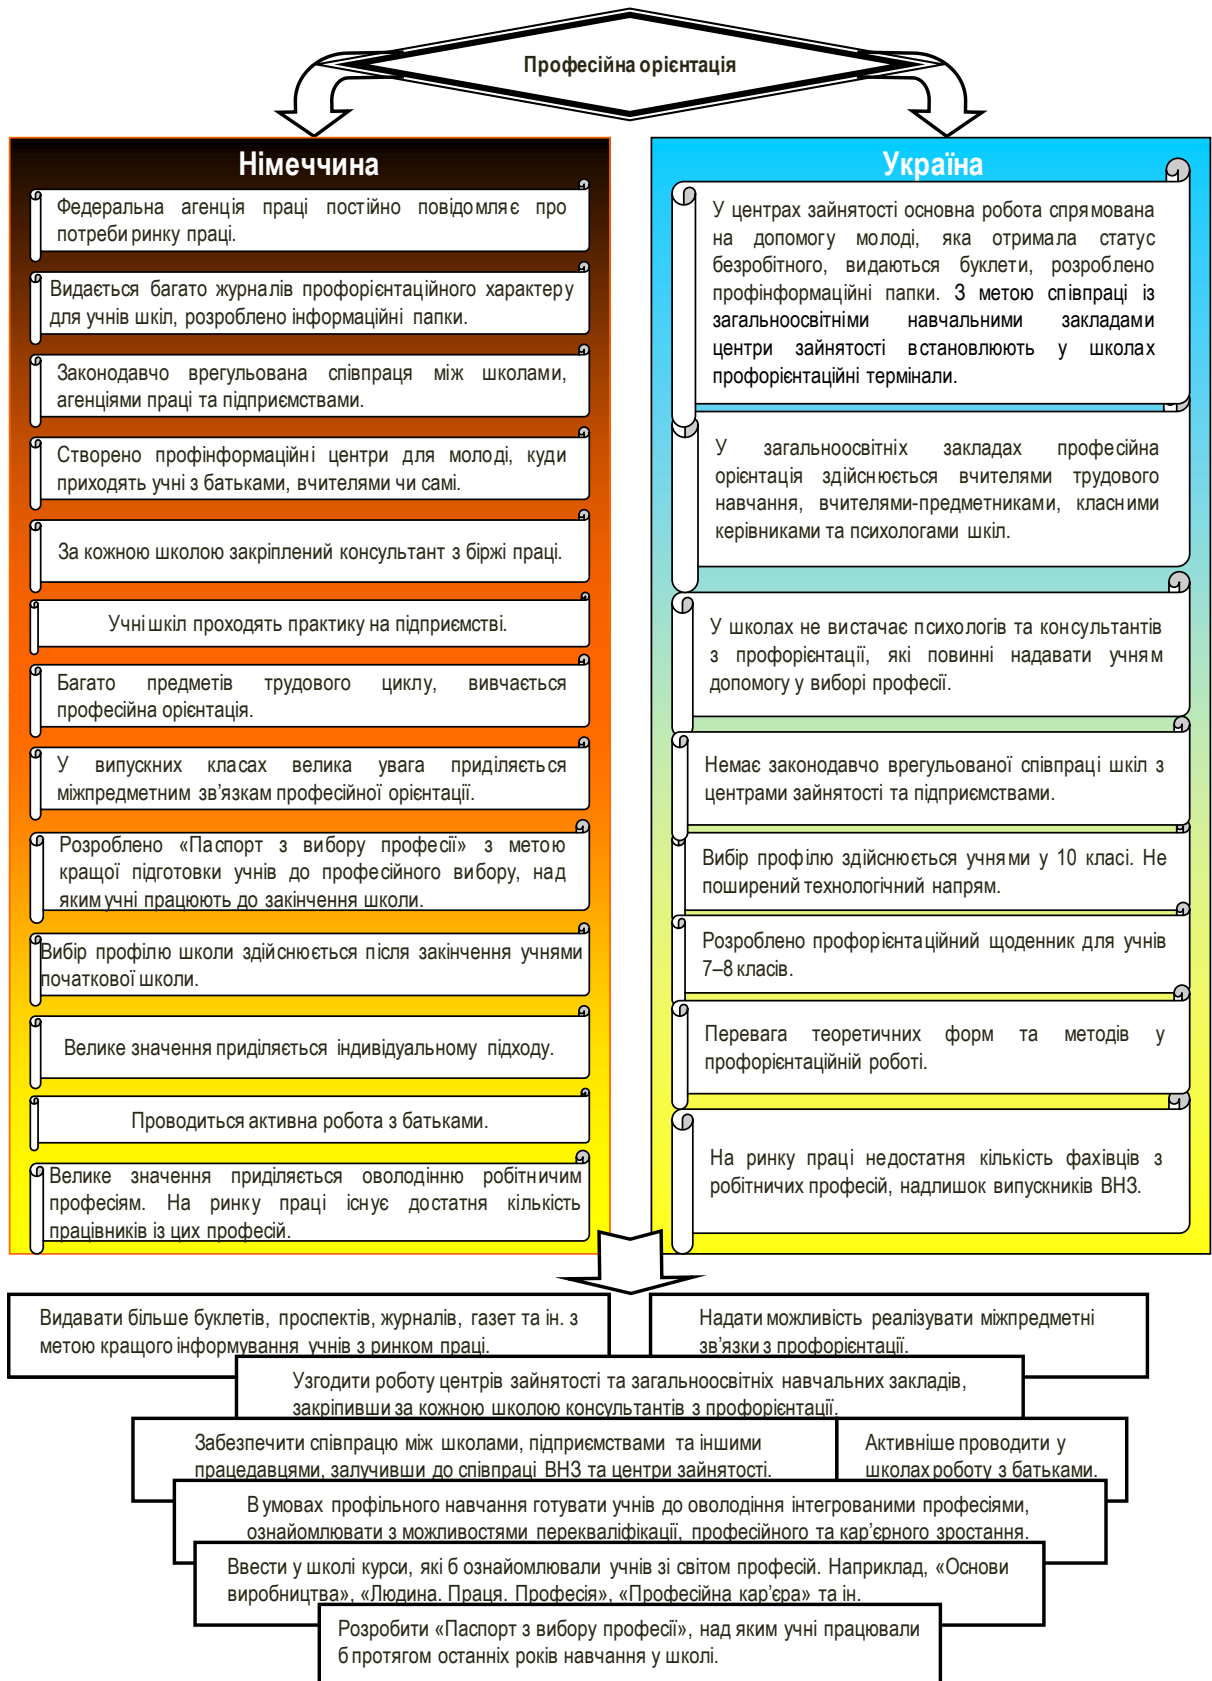 Професійна орієнтація
Німеччина
Федеральна агенція праці постійно повідомляє про
потреби ринку праці.
Видається багато журналів профорієнтаційного характеру
для учнів шкіл, розроблено інформаційні папки.
Законодавчо врегульована співпраця між школами,
агенціями праці та підприємствами.
Створено профінформаційні центри для молоді, куди
приходять учні з батьками, вчителями чи самі.
За кожною школою закріплений консультант з біржі праці.
Учні шкіл проходять практику на підприємстві.
Багато предметів трудового циклу, вивчається
професійна орієнтація.
У випускних класах велика увага приділяється
міжпредметним зв’язкам професійної орієнтації.
Розроблено «Паспорт з вибору професії» з метою
кращої підготовки учнів до професійного вибору, над
яким учні працюють до закінчення школи.
Вибір профілю школи здійснюється після закінчення учнями
початкової школи.
Велике значення приділяється індивідуальному підходу.
Проводиться активна робота з батьками.
Велике значення приділяється оволодінню робітничим
професіям. На ринку праці існує достатня кількість
працівників із цих професій.
Україна
У центрах зайнятості основна робота спрямована
на допомогу молоді, яка отримала статус
безробітного, видаються буклети, розроблено
профінформаційні папки. З метою співпраці із
загальноосвітніми навчальними закладами
центри зайнятості встановлюють у школах
профорієнтаційні термінали.
У загальноосвітніх закладах професійна
орієнтація здійснюється вчителями трудового
навчання, вчителями-предметниками, класними
керівниками та психологами шкіл.
У школах не вистачає психологів та консультантів
з профорієнтації, які повинні надавати учням
допомогу у виборі професії.
Немає законодавчо врегульованої співпраці шкіл з
центрами зайнятості та підприємствами.
Вибір профілю здійснюється учнями у 10 класі. Не
поширений технологічний напрям.
Розроблено профорієнтаційний щоденник для учнів
7–8 класів.
Перевага теоретичних форм та методів у
профорієнтаційній роботі.
На ринку праці недостатня кількість фахівців з
робітничих професій, надлишок випускників ВНЗ.
Видавати більше буклетів, проспектів, журналів, газет та ін. з
метою кращого інформування учнів з ринком праці.
Надати можливість реалізувати міжпредметні
зв’язки з профорієнтації.
Узгодити роботу центрів зайнятості та загальноосвітніх навчальних закладів,
закріпивши за кожною школою консультантів з профорієнтації.
Забезпечити співпрацю між школами, підприємствами та іншими
працедавцями, залучивши до співпраці ВНЗ та центри зайнятості.
Активніше проводити у
школах роботу з батьками.
В умовах профільного навчання готувати учнів до оволодіння інтегрованими професіями,
ознайомлювати з можливостями перекваліфікації, професійного та кар’єрного зростання.
Ввести у школі курси, які б ознайомлювали учнів зі світом професій. Наприклад, «Основи
виробництва», «Людина. Праця. Професія», «Професійна кар’єра» та ін.
Розробити «Паспорт з вибору професії», над яким учні працювали
б протягом останніх років навчання у школі.